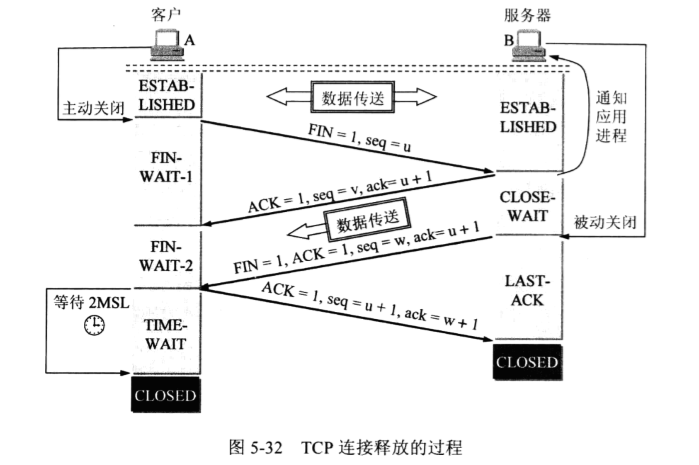 客户
服务器
A
B
ESTAB-
LISHED
数据传送
主动关闭
ESTAB-
LISHED
通知
应用
进程
FIN = 1, seq = u
FIN-
WAIT-1
ACK = 1, seq = v, ack= u + 1
CLOSE-
WAIT
数据传送
被动关闭
FIN-
WAIT-2
FIN = 1, ACK = 1, seq = w, ack= u + 1
LAST-
ACK
ACK = 1, seq = u + 1, ack = w + 1
等待 2MSL
TIME-
WAIT
CLOSED
CLOSED
图 5-32 TCP 连接释放的过程